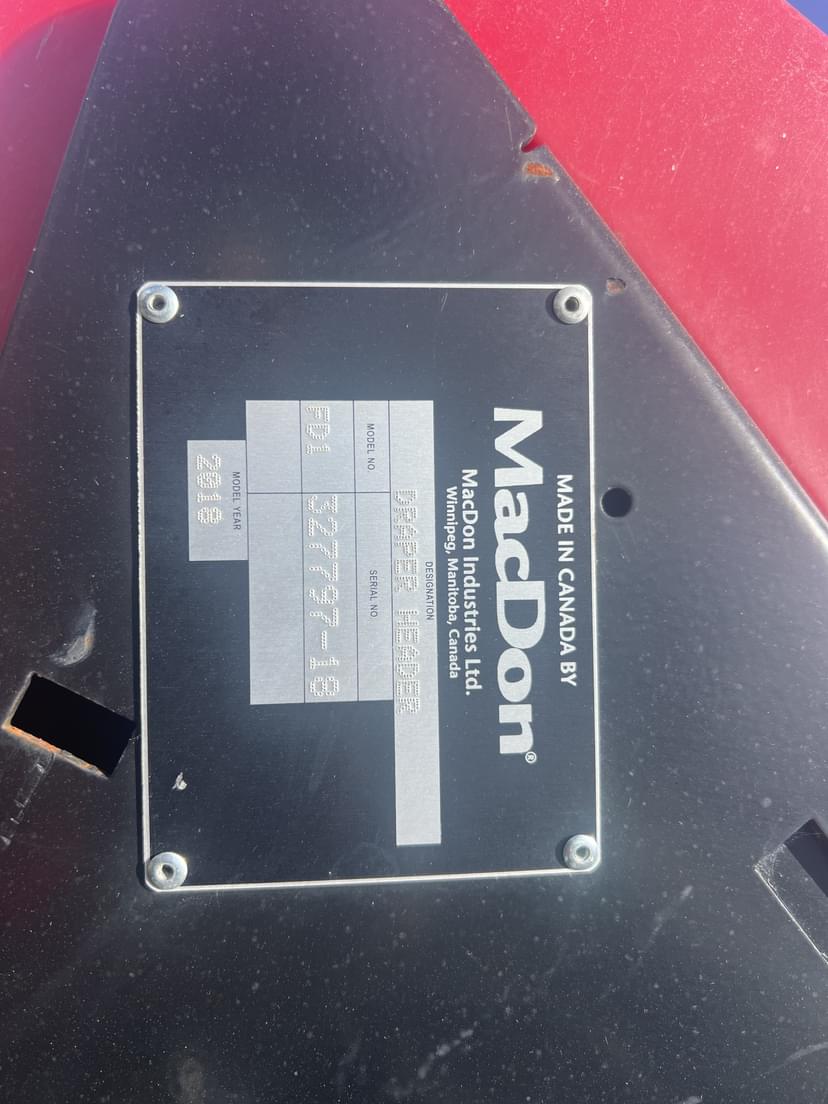 MADE IN CANADA BY
MacDon®
MacDon Industries Ltd.
Winnipeg, Manitoba, Canada
DESIGNATION
DRAPER HEADER
MODEL NO. SERIAL NO.
FD1 327797-18
MODEL YEAR
2018